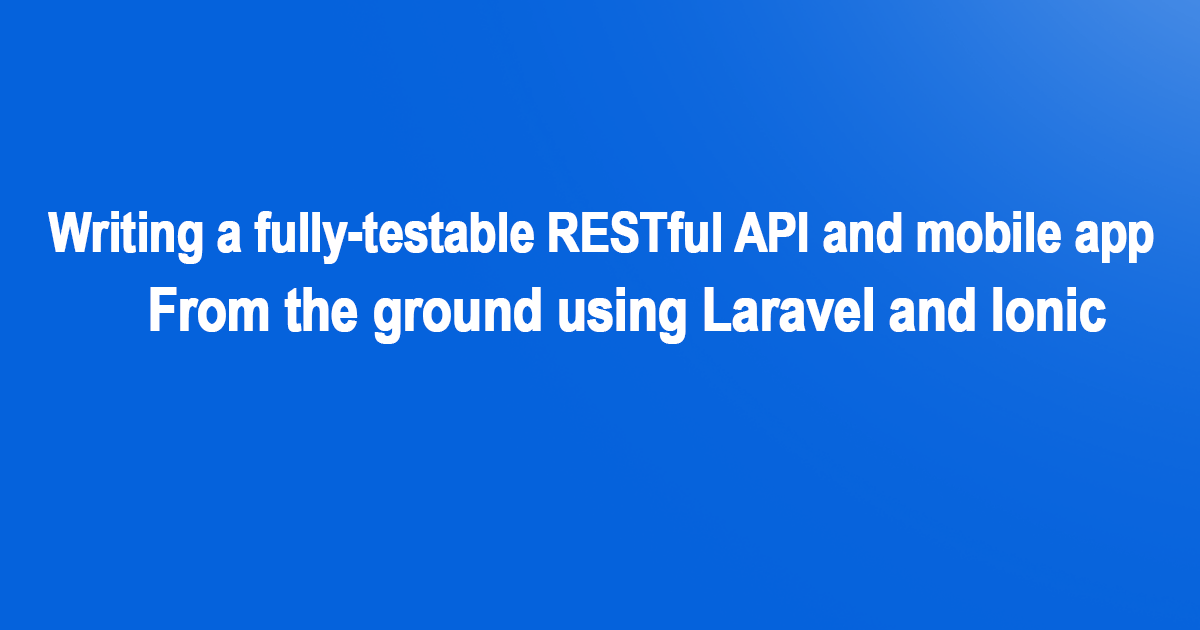 Writing a fully-testable RESTful API and mobile app
From the ground using Laravel and Ionic